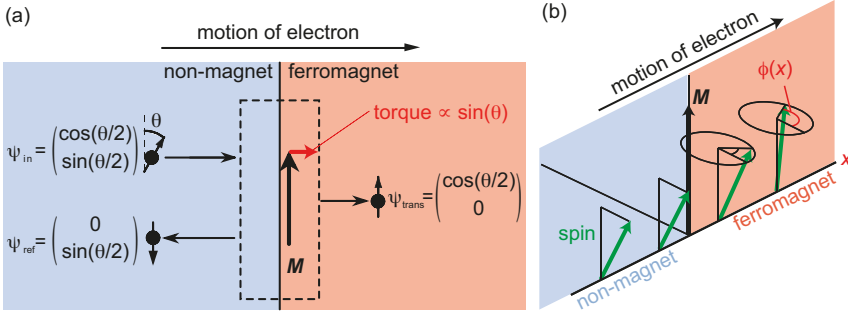 (a)
motion of electron
non-magnet
ferromagnet
θ
torque ∝ sin(θ)
ψin=(cos(θ/2)
sin(θ/2))
ψtrans=(cos(θ/2)
0)
ψref=(0
sin(θ/2))
M
(b)
motion of electron
ϕ(x)
M
x
spin
non-magnet
ferromagnet